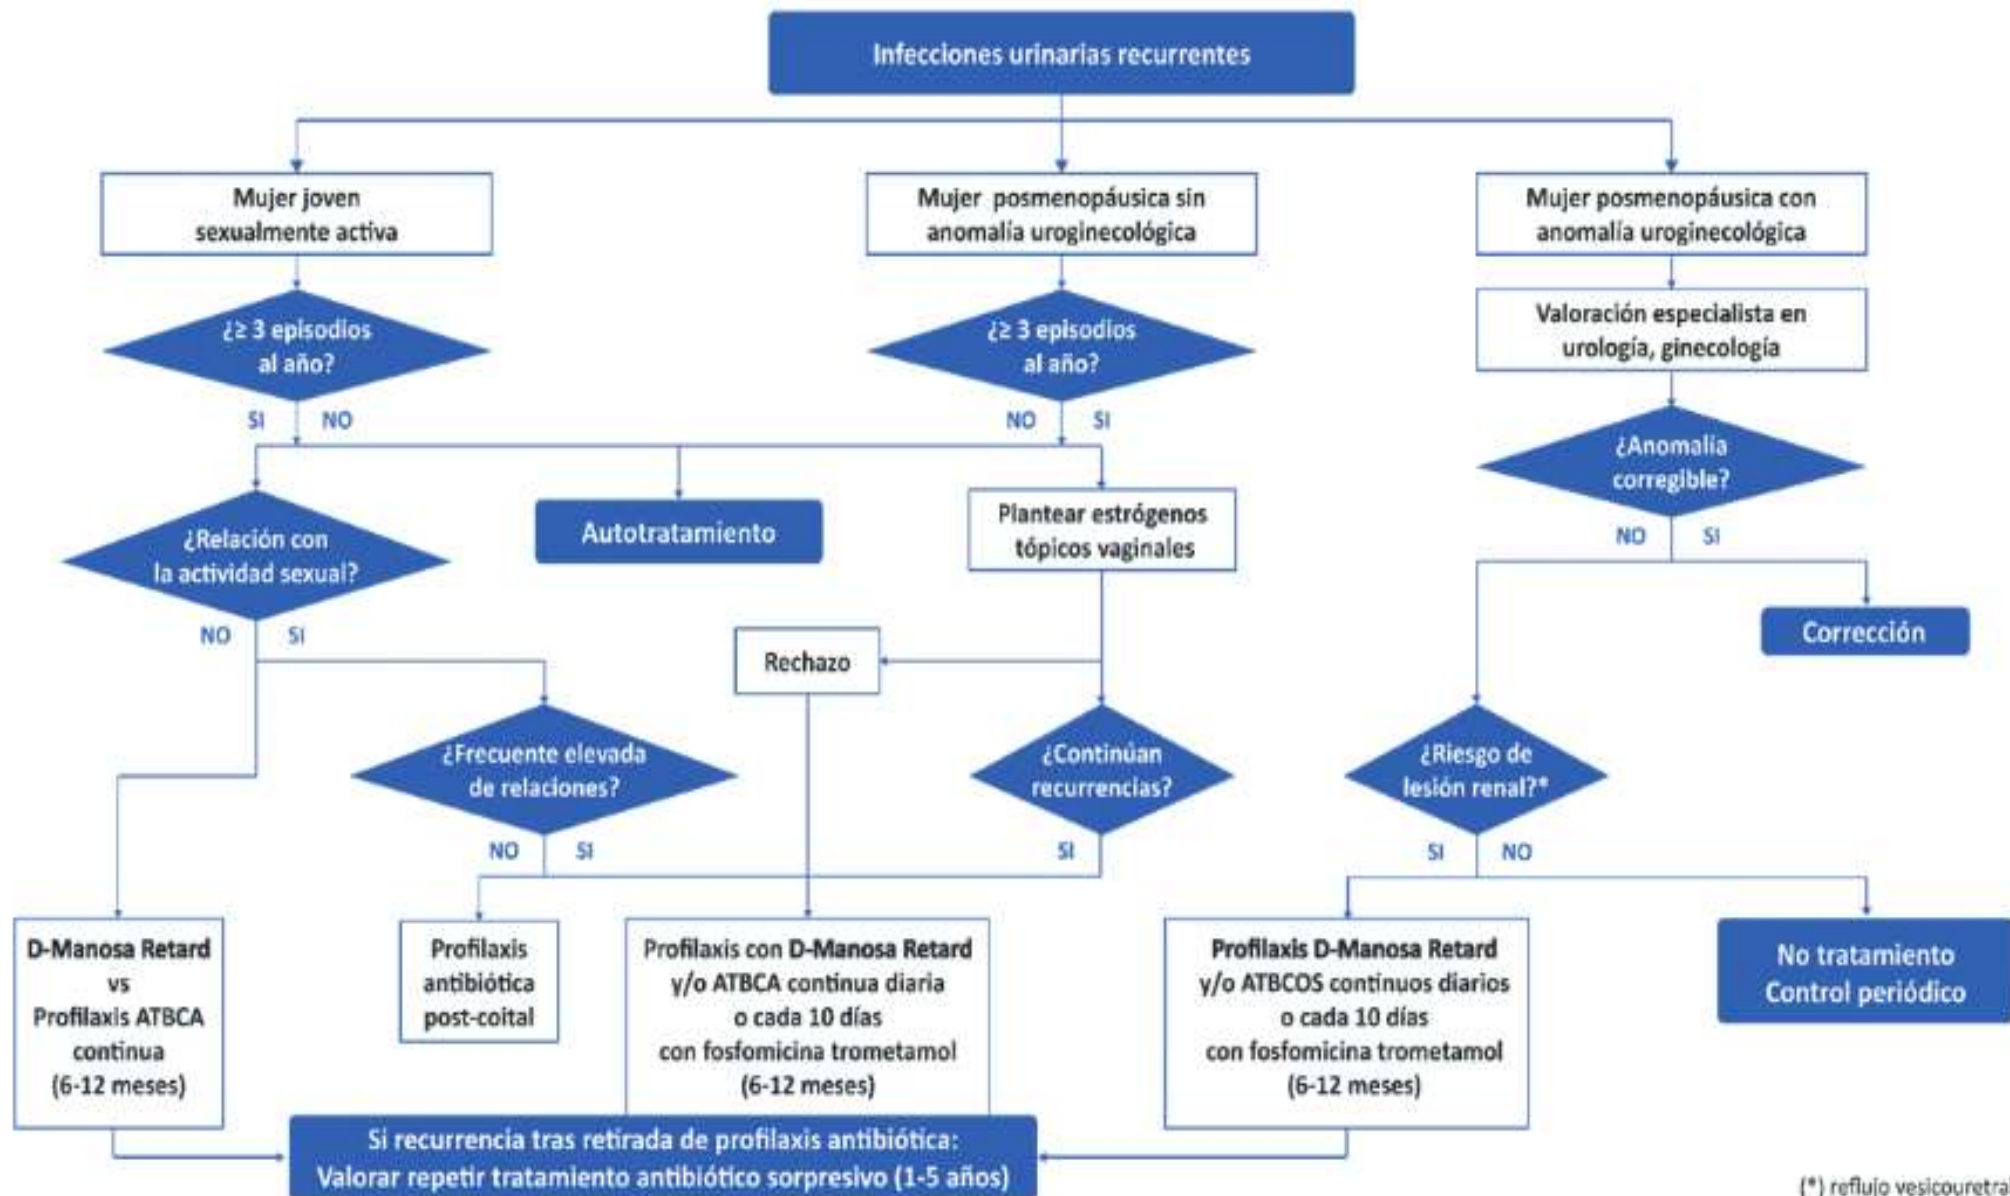 Infecciones urinarias recurrentes
Mujer joven
sexualmente activa
Mujer posmenopáusica sin
anomalía uroginecológica
Mujer posmenopáusica con
anomalía uroginecológica
¿≥ 3 episodios
al año?
¿≥ 3 episodios
al año?
Valoración especialista en
urología, ginecología
SI NO
NO SI
¿Anomalía
corregible?
¿Relación con
la actividad sexual?
Autotratamiento
Plantear estrógenos
tópicos vaginales
NO SI
NO SI
Rechazo
Corrección
¿Frecuente elevada
de relaciones?
¿Continúan
recurrencias?
¿Riesgo de
lesión renal?*
NO SI
SI
SI NO
D-Manosa Retard
vs
Profilaxis ATBCA
continua
(6-12 meses)
Profilaxis
antibiótica
post-coital
Profilaxis con D-Manosa Retard
y/o ATBCA continua diaria
o cada 10 días
con fosfomicina trometamol
(6-12 meses)
Profilaxis D-Manosa Retard
y/o ATBCOS continuos diarios
o cada 10 días
con fosfomicina trometamol
(6-12 meses)
No tratamiento
Control periódico
Si recurrencia tras retirada de profilaxis antibiótica:
Valorar repetir tratamiento antibiótico sorpresivo (1-5 años)
(*) reflujo vesicouretral